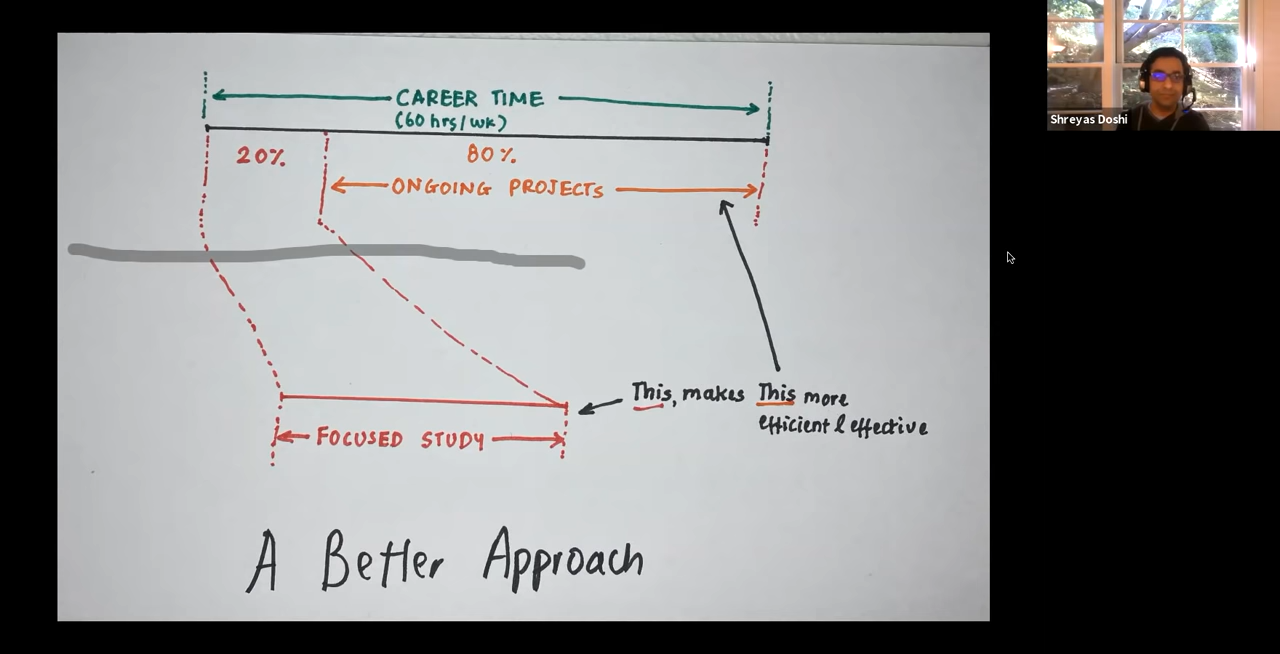 CAREER TIME
(60 hrs/wk)
20%
80%
ONGOING PROJECTS
This, makes This more
efficient & effective
FOCUSED STUDY
A Better Approach
Shreyas Doshi